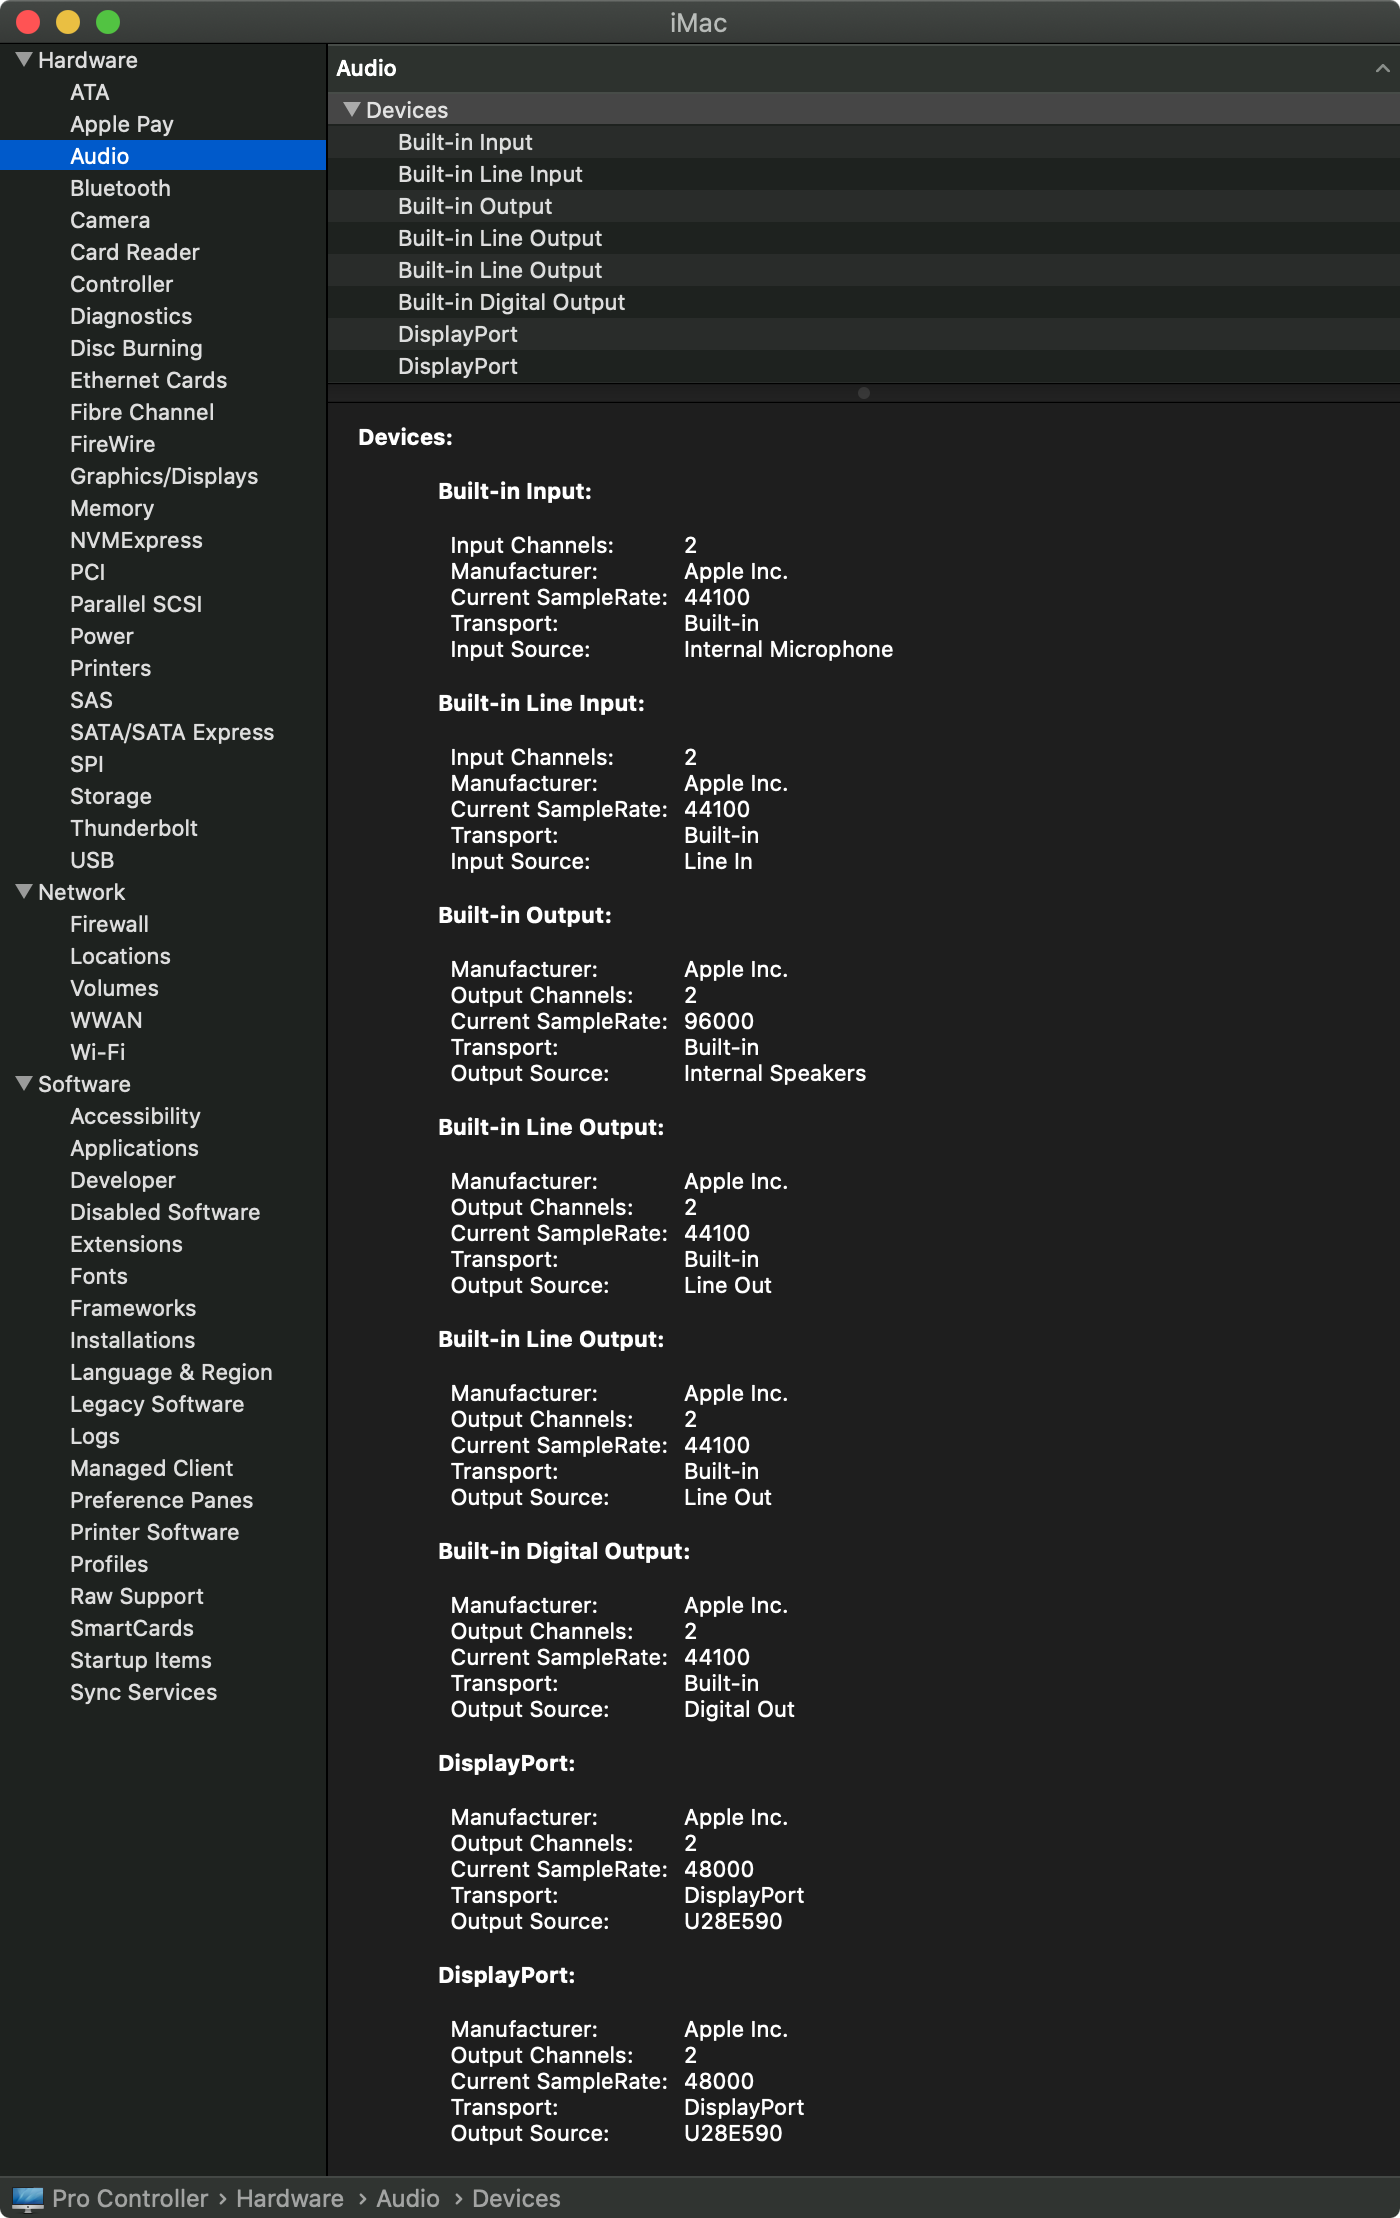 iMac
Hardware
ATA
Apple Pay
Audio
Bluetooth
Camera
Card Reader
Controller
Diagnostics
Disc Burning
Ethernet Cards
Fibre Channel
FireWire
Graphics/Displays
Memory
NVMExpress
PCI
Parallel SCSI
Power
Printers
SAS
SATA/SATA Express
SPI
Storage
Thunderbolt
USB
Network
Firewall
Locations
Volumes
WWAN
Wi-Fi
Software
Accessibility
Applications
Developer
Disabled Software
Extensions
Fonts
Frameworks
Installations
Language & Region
Legacy Software
Logs
Managed Client
Preference Panes
Printer Software
Profiles
Raw Support
SmartCards
Startup Items
Sync Services
Audio
Devices
Built-in Input
Built-in Line Input
Built-in Output
Built-in Line Output
Built-in Line Output
Built-in Digital Output
DisplayPort
DisplayPort
Devices:
Built-in Input:
Input Channels: 2
Manufacturer: Apple Inc.
Current SampleRate: 44100
Transport: Built-in
Input Source: Internal Microphone
Built-in Line Input:
Input Channels: 2
Manufacturer: Apple Inc.
Current SampleRate: 44100
Transport: Built-in
Input Source: Line In
Built-in Output:
Manufacturer: Apple Inc.
Output Channels: 2
Current SampleRate: 96000
Transport: Built-in
Output Source: Internal Speakers
Built-in Line Output:
Manufacturer: Apple Inc.
Output Channels: 2
Current SampleRate: 44100
Transport: Built-in
Output Source: Line Out
Built-in Line Output:
Manufacturer: Apple Inc.
Output Channels: 2
Current SampleRate: 44100
Transport: Built-in
Output Source: Line Out
Built-in Digital Output:
Manufacturer: Apple Inc.
Output Channels: 2
Current SampleRate: 44100
Transport: Built-in
Output Source: Digital Out
DisplayPort:
Manufacturer: Apple Inc.
Output Channels: 2
Current SampleRate: 48000
Transport: DisplayPort
Output Source: U28E590
DisplayPort:
Manufacturer: Apple Inc.
Output Channels: 2
Current SampleRate: 48000
Transport: DisplayPort
Output Source: U28E590
Pro Controller › Hardware › Audio › Devices